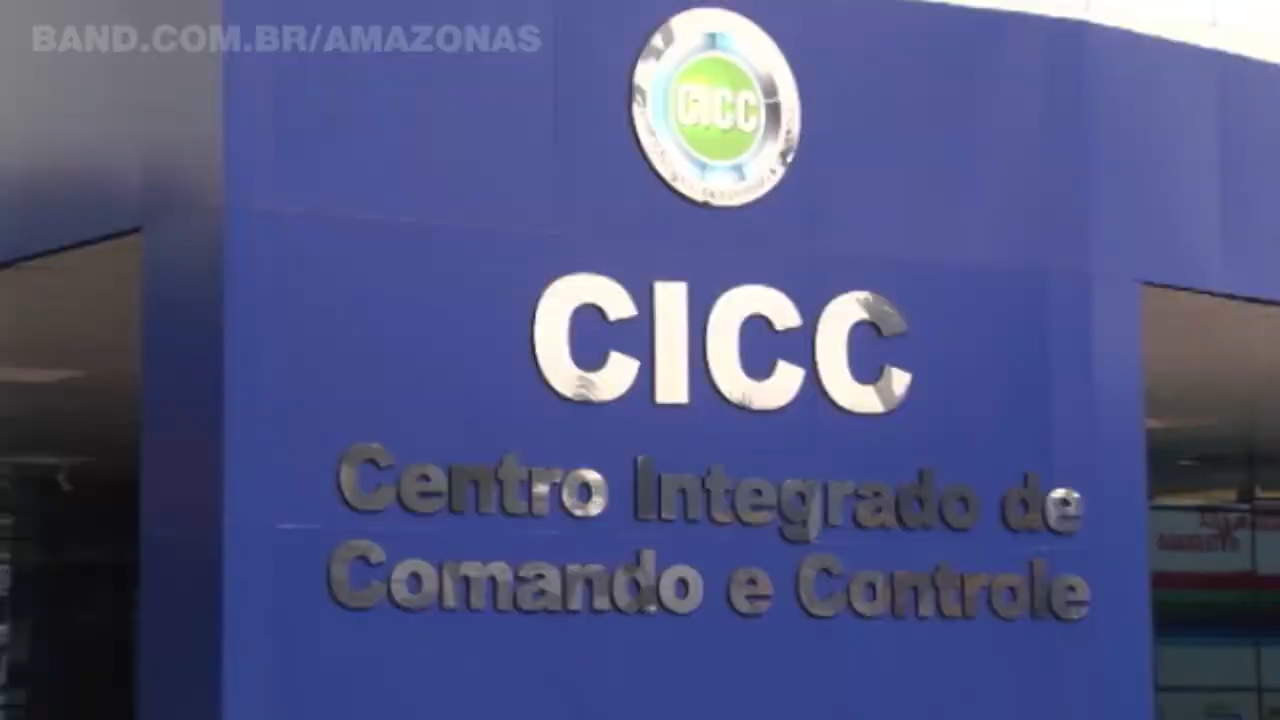 BAND.COM.BR/AMAZONAS
CICC
CICC
Centro Integrado de
Comando e Controle